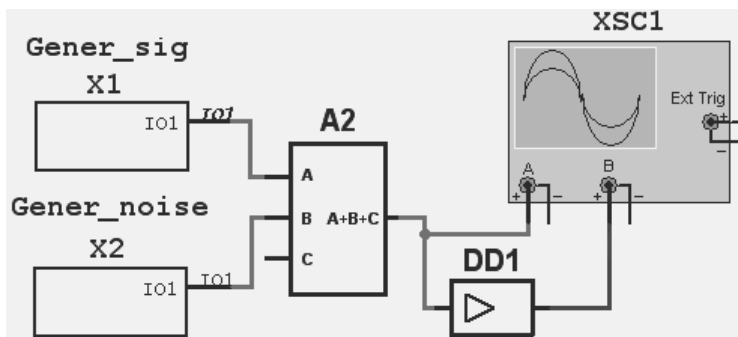 XSC1
Gener_sig
X1
IO1 IO1
A2
Ext Trig
+
−
A
B
+ − + −
A
B A+B+C
C
Gener_noise
X2
IO1 IO1
DD1